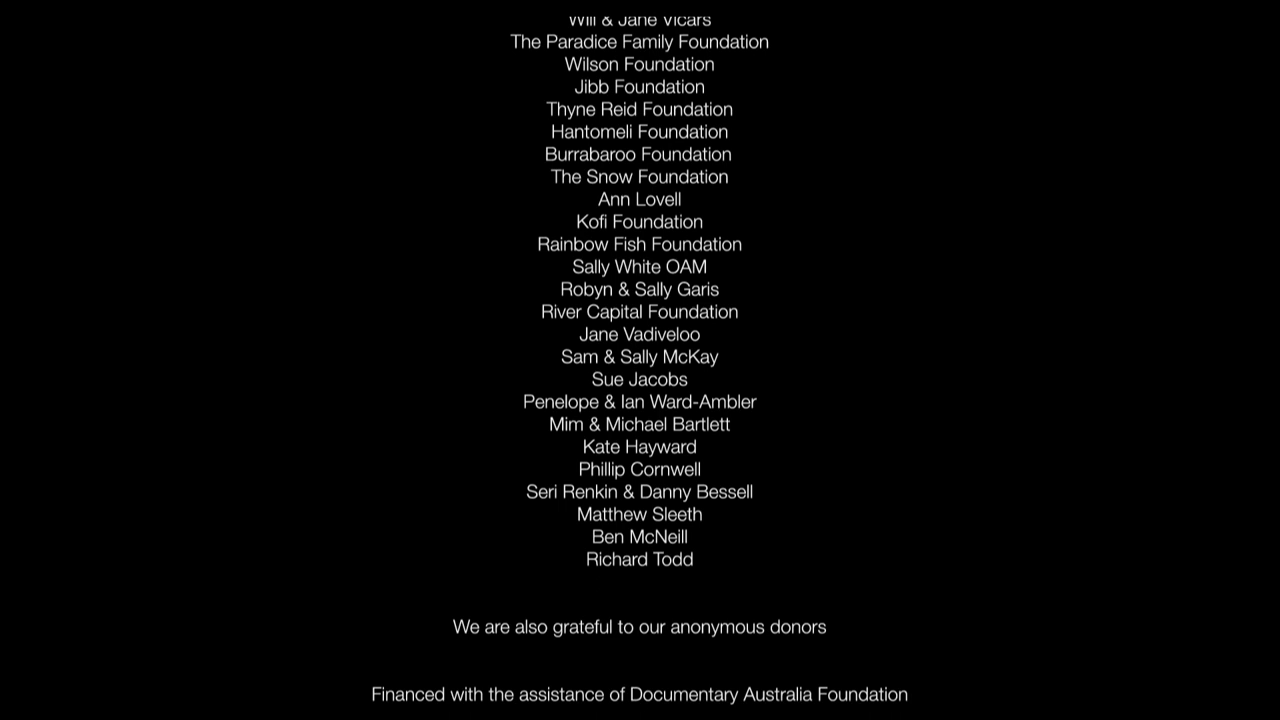 Will & Jane Vicars
The Paradice Family Foundation
Wilson Foundation
Jibb Foundation
Thyne Reid Foundation
Hantomeli Foundation
Burrabaroo Foundation
The Snow Foundation
Ann Lovell
Kofi Foundation
Rainbow Fish Foundation
Sally White OAM
Robyn & Sally Garis
River Capital Foundation
Jane Vadiveloo
Sam & Sally McKay
Sue Jacobs
Penelope & Ian Ward-Ambler
Mim & Michael Bartlett
Kate Hayward
Phillip Cornwell
Seri Renkin & Danny Bessell
Matthew Sleeth
Ben McNeill
Richard Todd
We are also grateful to our anonymous donors
Financed with the assistance of Documentary Australia Foundation